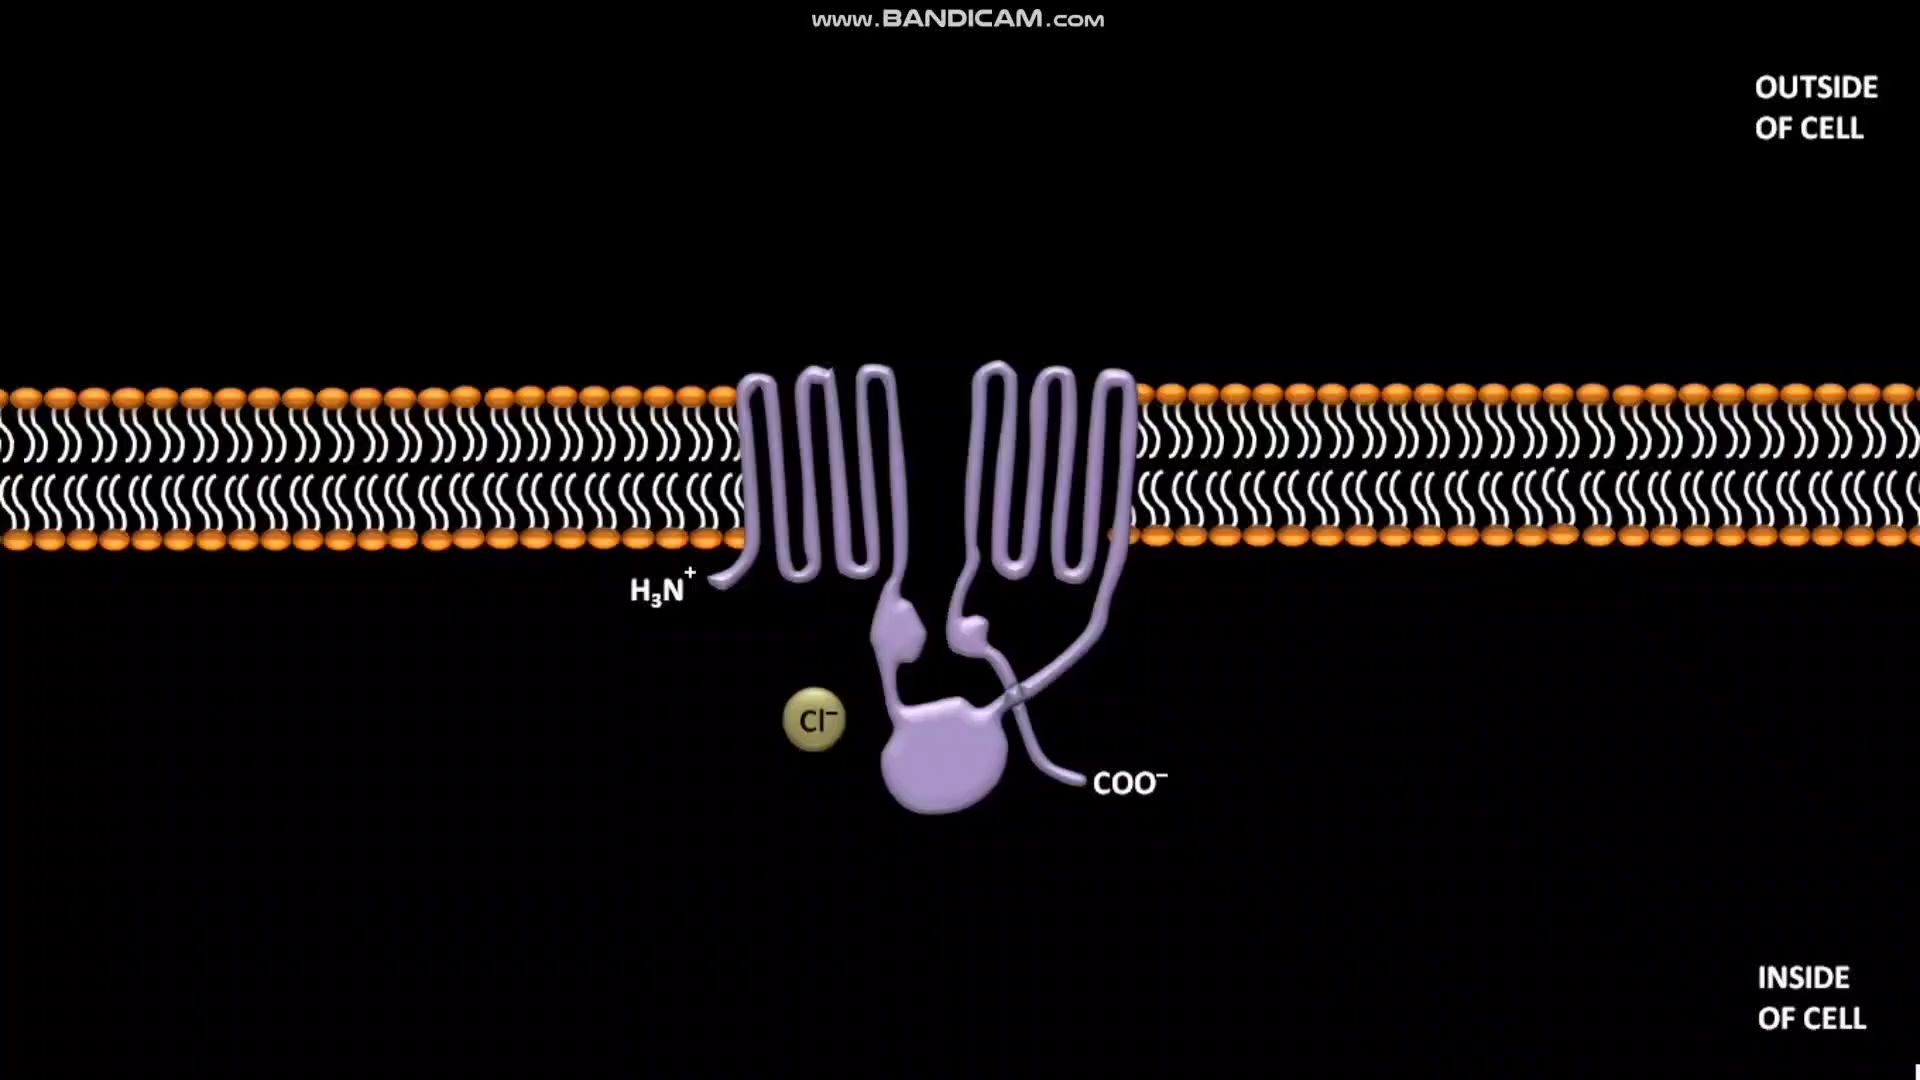 www.BANDICAM.com
OUTSIDE
OF CELL
H₃N⁺
Cl⁻
COO⁻
INSIDE
OF CELL